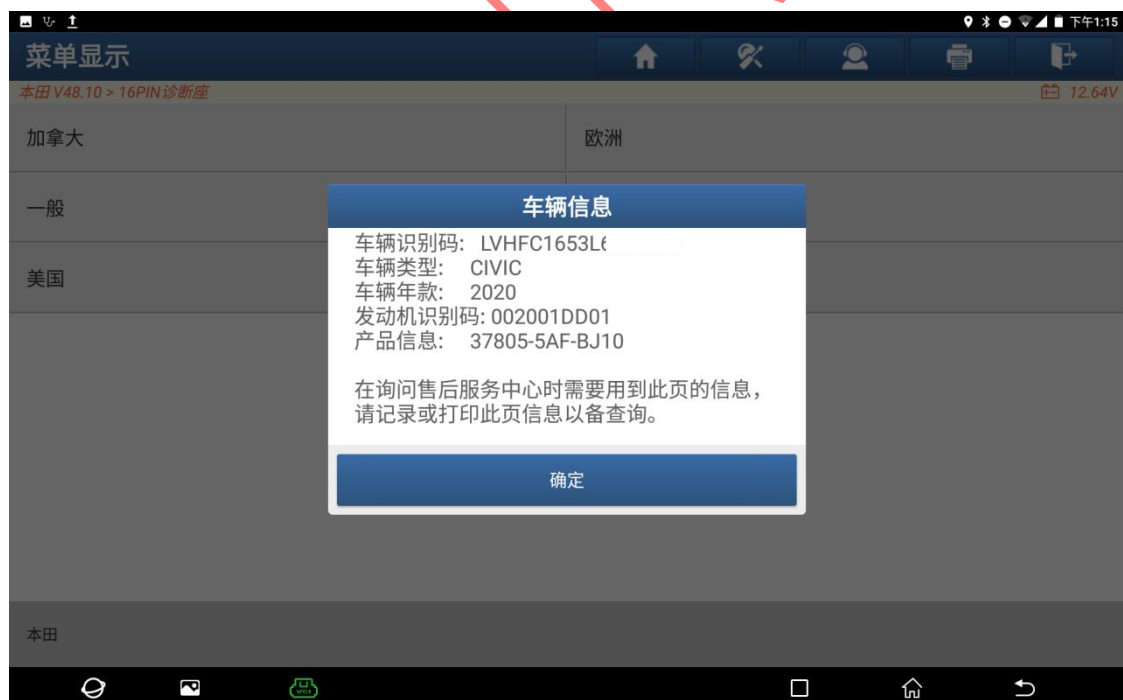 下午1:15
菜单显示
本田 V48.10 > 16PIN诊断座
12.64V
加拿大
欧洲
一般
美国
车辆信息
车辆识别码: LVHFC1653L6
车辆类型: CIVIC
车辆年款: 2020
发动机识别码: 002001DD01
产品信息: 37805-5AF-BJ10
在询问售后服务中心时需要用到此页的信息，
请记录或打印此页信息以备查询。
确定
本田
VCI